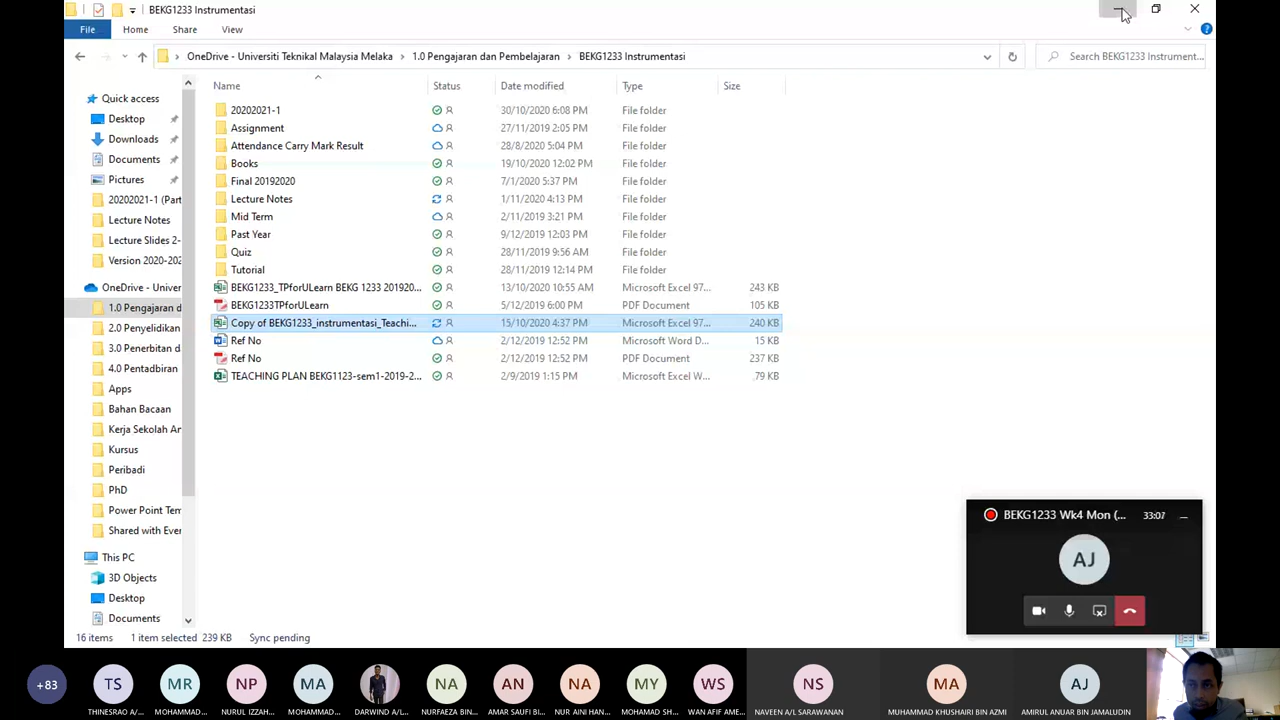 BEKG1233 Instrumentasi
File Home Share View
OneDrive - Universiti Teknikal Malaysia Melaka 1.0 Pengajaran dan Pembelajaran BEKG1233 Instrumentasi Search BEKG1233 Instrument...
Name Status Date modified Type Size
Quick access
Desktop
Downloads
Documents
Pictures
20202021-1 (Part
Lecture Notes
Lecture Slides 2-
Version 2020-202
OneDrive - Univer
1.0 Pengajaran d
2.0 Penyelidikan
3.0 Penerbitan d
4.0 Pentadbiran
Apps
Bahan Bacaan
Kerja Sekolah An
Kursus
Peribadi
PhD
Power Point Tem
Shared with Ever
This PC
3D Objects
Desktop
Documents
20202021-1 30/10/2020 6:08 PM File folder
Assignment 27/11/2019 2:05 PM File folder
Attendance Carry Mark Result 28/8/2020 5:04 PM File folder
Books 19/10/2020 12:02 PM File folder
Final 20192020 7/1/2020 5:37 PM File folder
Lecture Notes 1/11/2020 4:13 PM File folder
Mid Term 2/11/2019 3:21 PM File folder
Past Year 9/12/2019 12:03 PM File folder
Quiz 28/11/2019 9:56 AM File folder
Tutorial 28/11/2019 12:14 PM File folder
BEKG1233_TPforULearn BEKG 1233 201920... 13/10/2020 10:55 AM Microsoft Excel 97... 243 KB
BEKG1233TPforULearn 5/12/2019 6:00 PM PDF Document 105 KB
Copy of BEKG1233_instrumentasi_Teachi... 15/10/2020 4:37 PM Microsoft Excel 97... 240 KB
Ref No 2/12/2019 12:52 PM Microsoft Word D... 15 KB
Ref No 2/12/2019 12:52 PM PDF Document 237 KB
TEACHING PLAN BEKG1123-sem1-2019-2... 2/9/2019 1:15 PM Microsoft Excel W... 79 KB
BEKG1233 Wk4 Mon (... 33:07
AJ
16 items 1 item selected 239 KB Sync pending
+83 TS MR NP MA NA AN NA MY WS NS MA AJ
THINESRAO A/... MOHAMMAD ... NURUL IZZAH... MOHAMMAD ... DARWIND A/L... NURFAEZA BIN... AMAR SAUFI B... NUR AINI HAN... MOHAMAD SH... WAN AFIF AME... NAVEEN A/L SARAWANAN MUHAMMAD KHUSHAIRI BIN AZMI AMIRUL ANUAR BIN JAMALUDIN